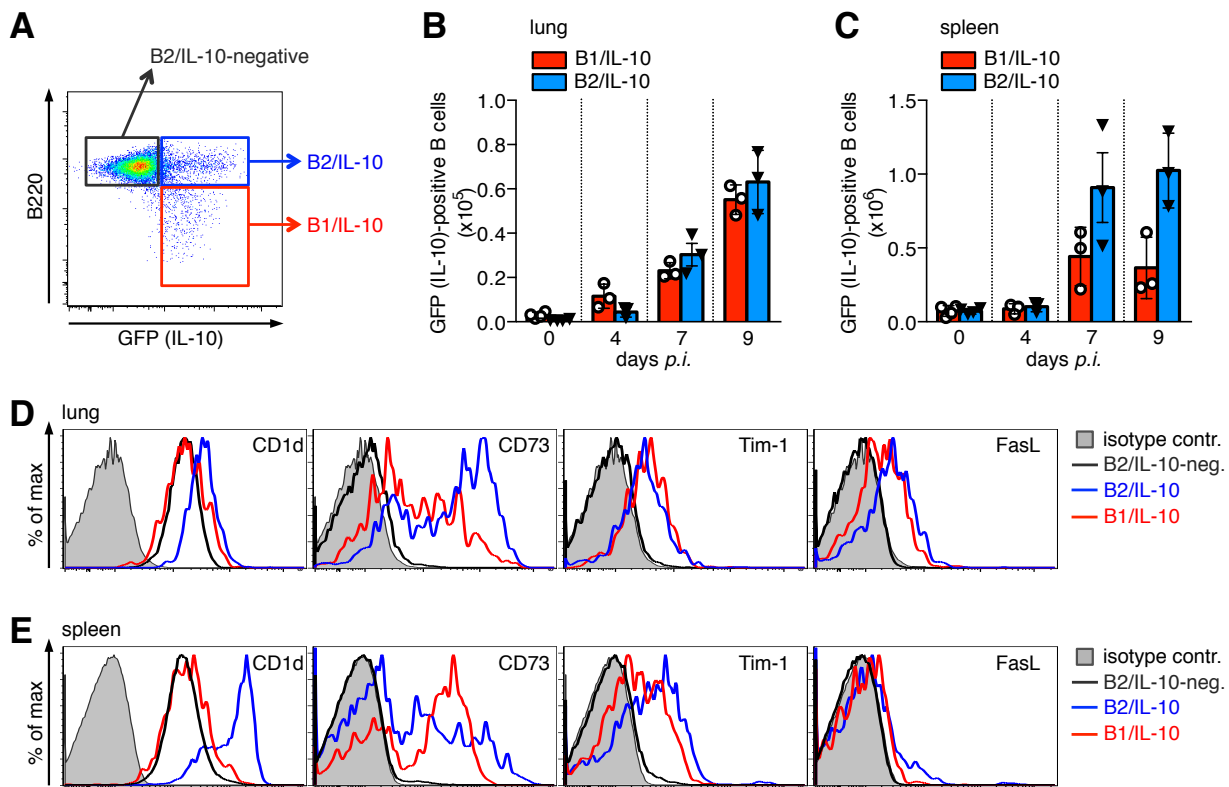 A
B2/IL-10-negative
B220
B2/IL-10
B1/IL-10
GFP (IL-10)
B
lung
B1/IL-10
B2/IL-10
GFP (IL-10)-positive B cells
(x10⁵)
1.0
0.8
0.6
0.4
0.2
0.0
0 4 7 9
days p.i.
C
spleen
B1/IL-10
B2/IL-10
GFP (IL-10)-positive B cells
(x10⁶)
1.5
1.0
0.5
0.0
0 4 7 9
days p.i.
D
lung
% of max
CD1d
CD73
Tim-1
FasL
isotype contr.
B2/IL-10-neg.
B2/IL-10
B1/IL-10
E
spleen
% of max
CD1d
CD73
Tim-1
FasL
isotype contr.
B2/IL-10-neg.
B2/IL-10
B1/IL-10